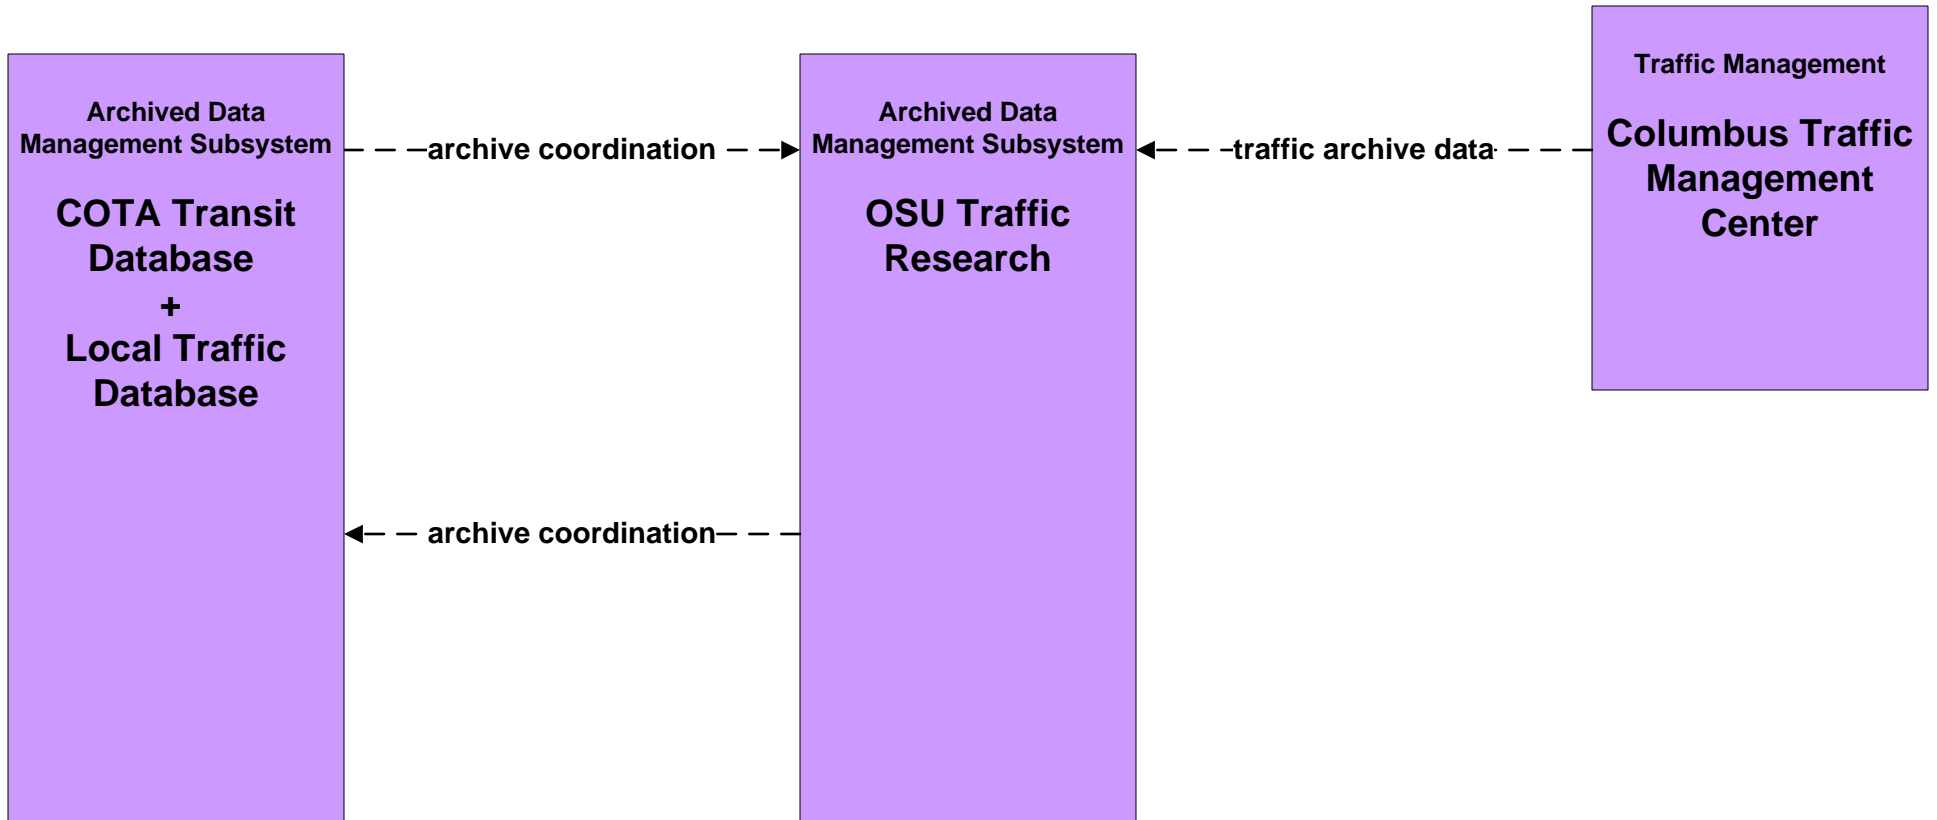 Archived Data
Management Subsystem
COTA Transit
Database
+
Local Traffic
Database
archive coordination
archive coordination
Archived Data
Management Subsystem
OSU Traffic
Research
traffic archive data
Traffic Management
Columbus Traffic
Management
Center